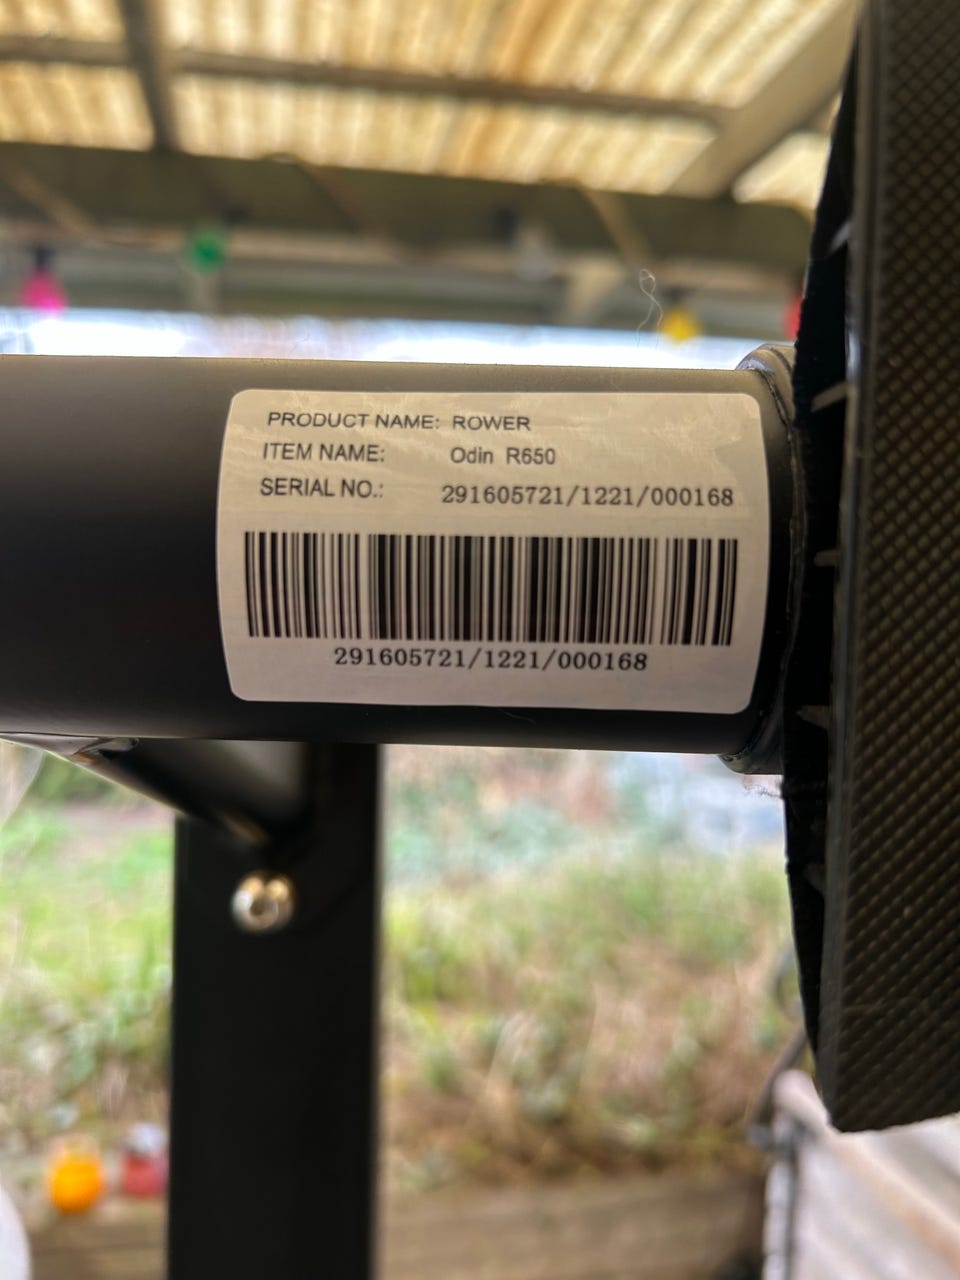 PRODUCT NAME: ROWER
ITEM NAME: Odin R650
SERIAL NO.: 291605721/1221/000168
291605721/1221/000168